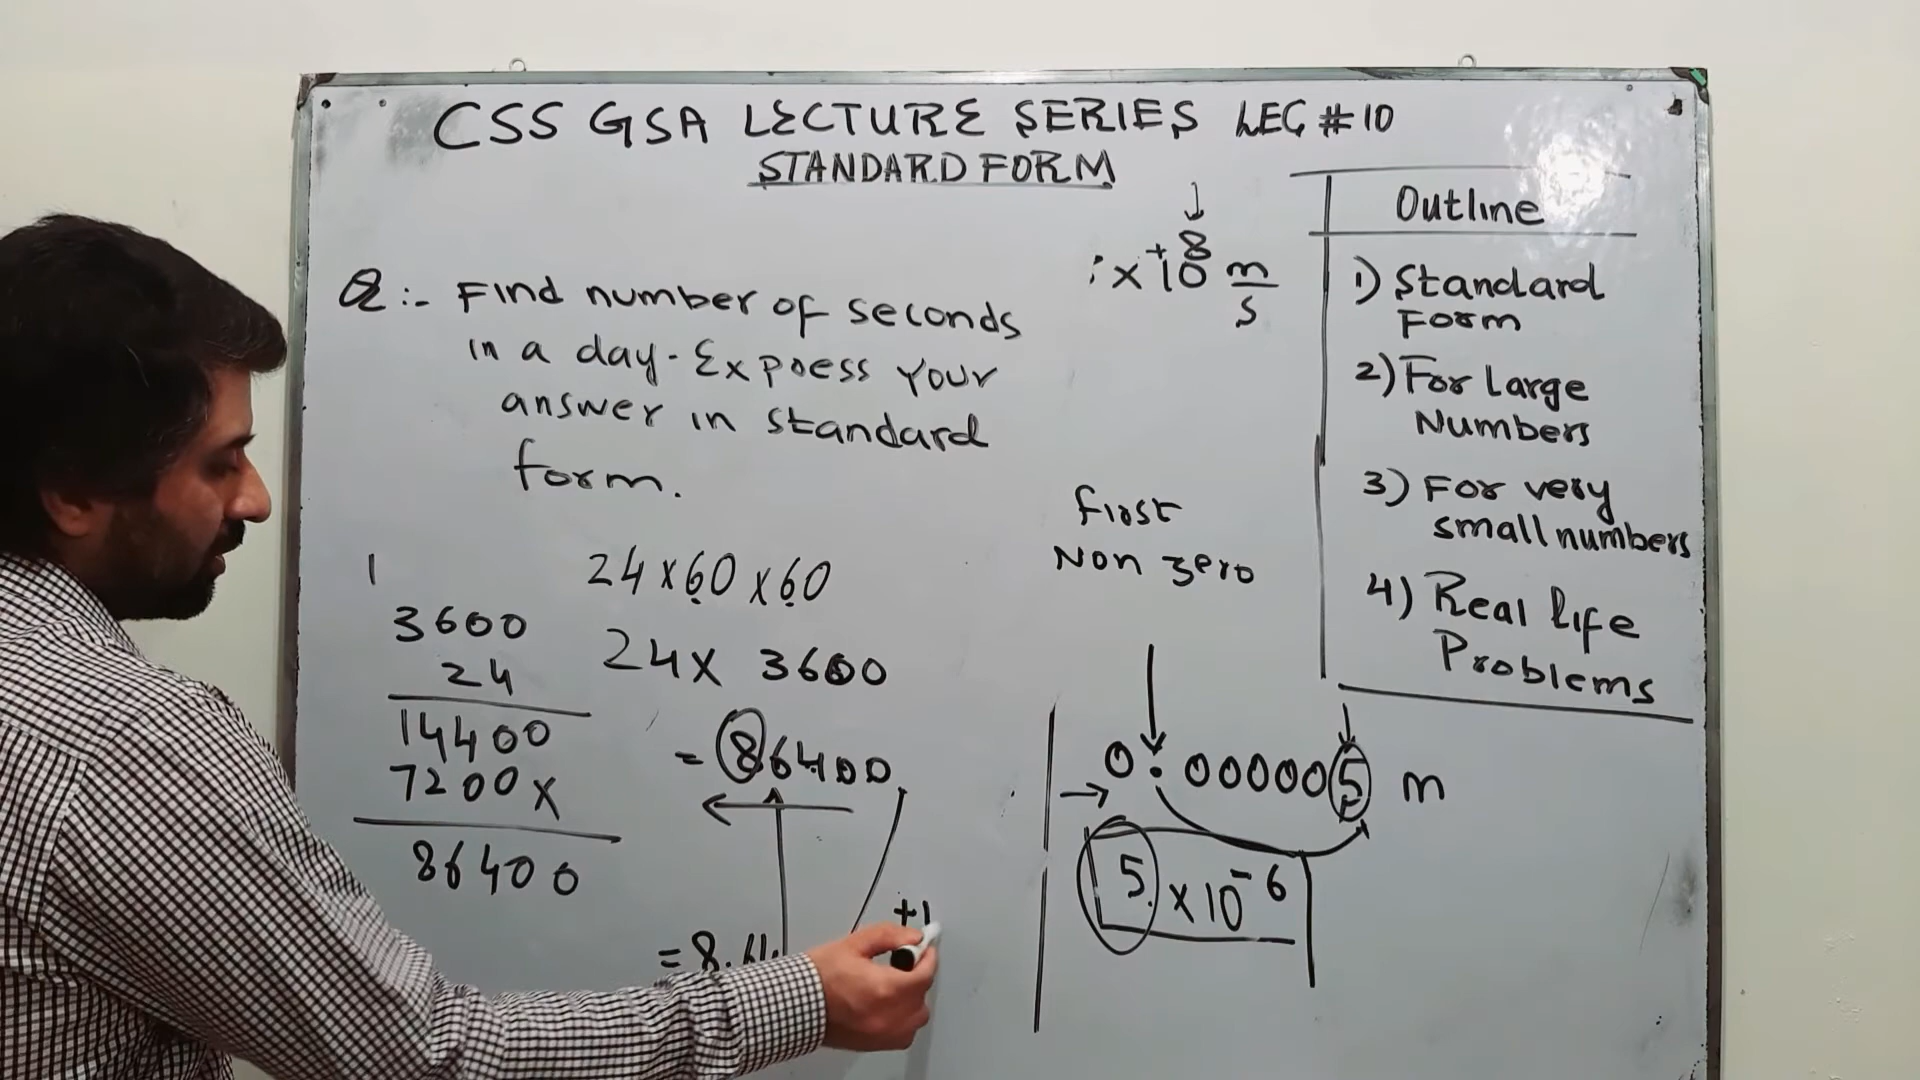 CSS GSA LECTURE SERIES LEC #10
STANDARD FORM
Q:- Find number of seconds
in a day. Express your
answer in standard
form.
24 x 60 x 60
24 x 3600
= 86400
= 8.64
+1
3600
24
14400
7200x
86400
x +10^8 m/s
First
Non zero
0.000005 m
5 x 10^-6
Outline
1) Standard
Form
2) For Large
Numbers
3) For very
small numbers
4) Real life
Problems